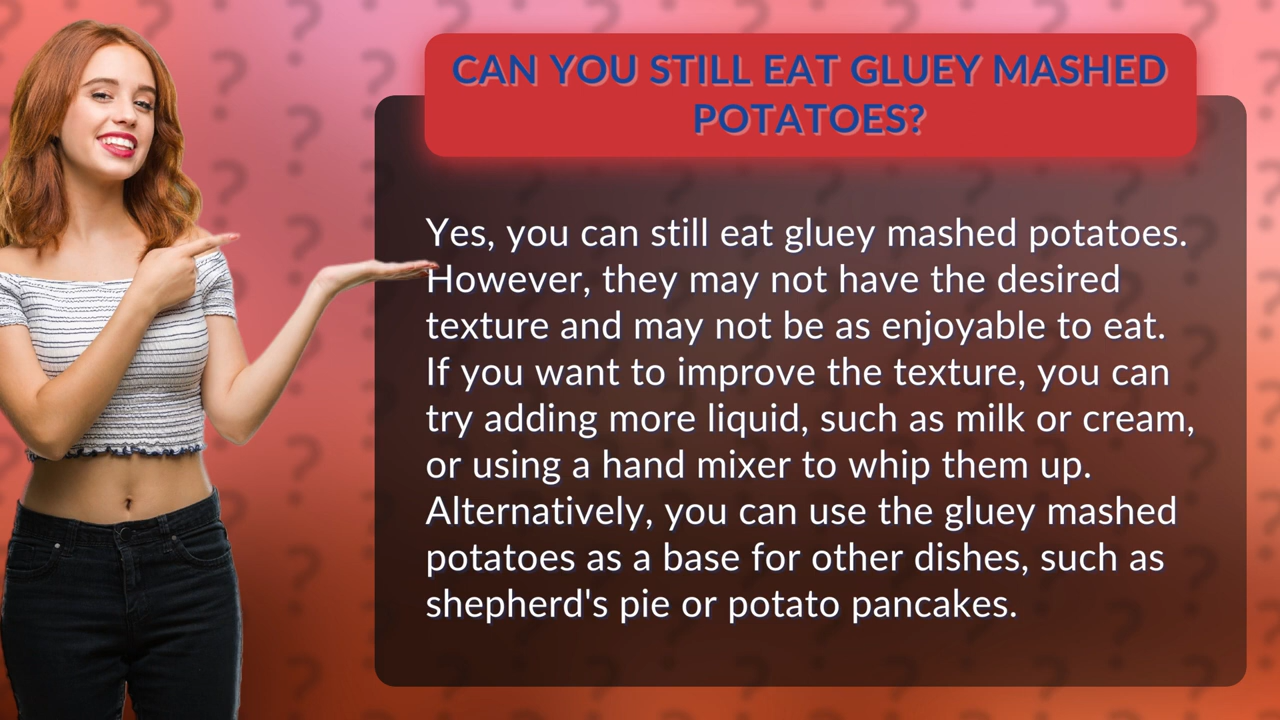 CAN YOU STILL EAT GLUEY MASHED
POTATOES?
Yes, you can still eat gluey mashed potatoes.
However, they may not have the desired
texture and may not be as enjoyable to eat.
If you want to improve the texture, you can
try adding more liquid, such as milk or cream,
or using a hand mixer to whip them up.
Alternatively, you can use the gluey mashed
potatoes as a base for other dishes, such as
shepherd's pie or potato pancakes.